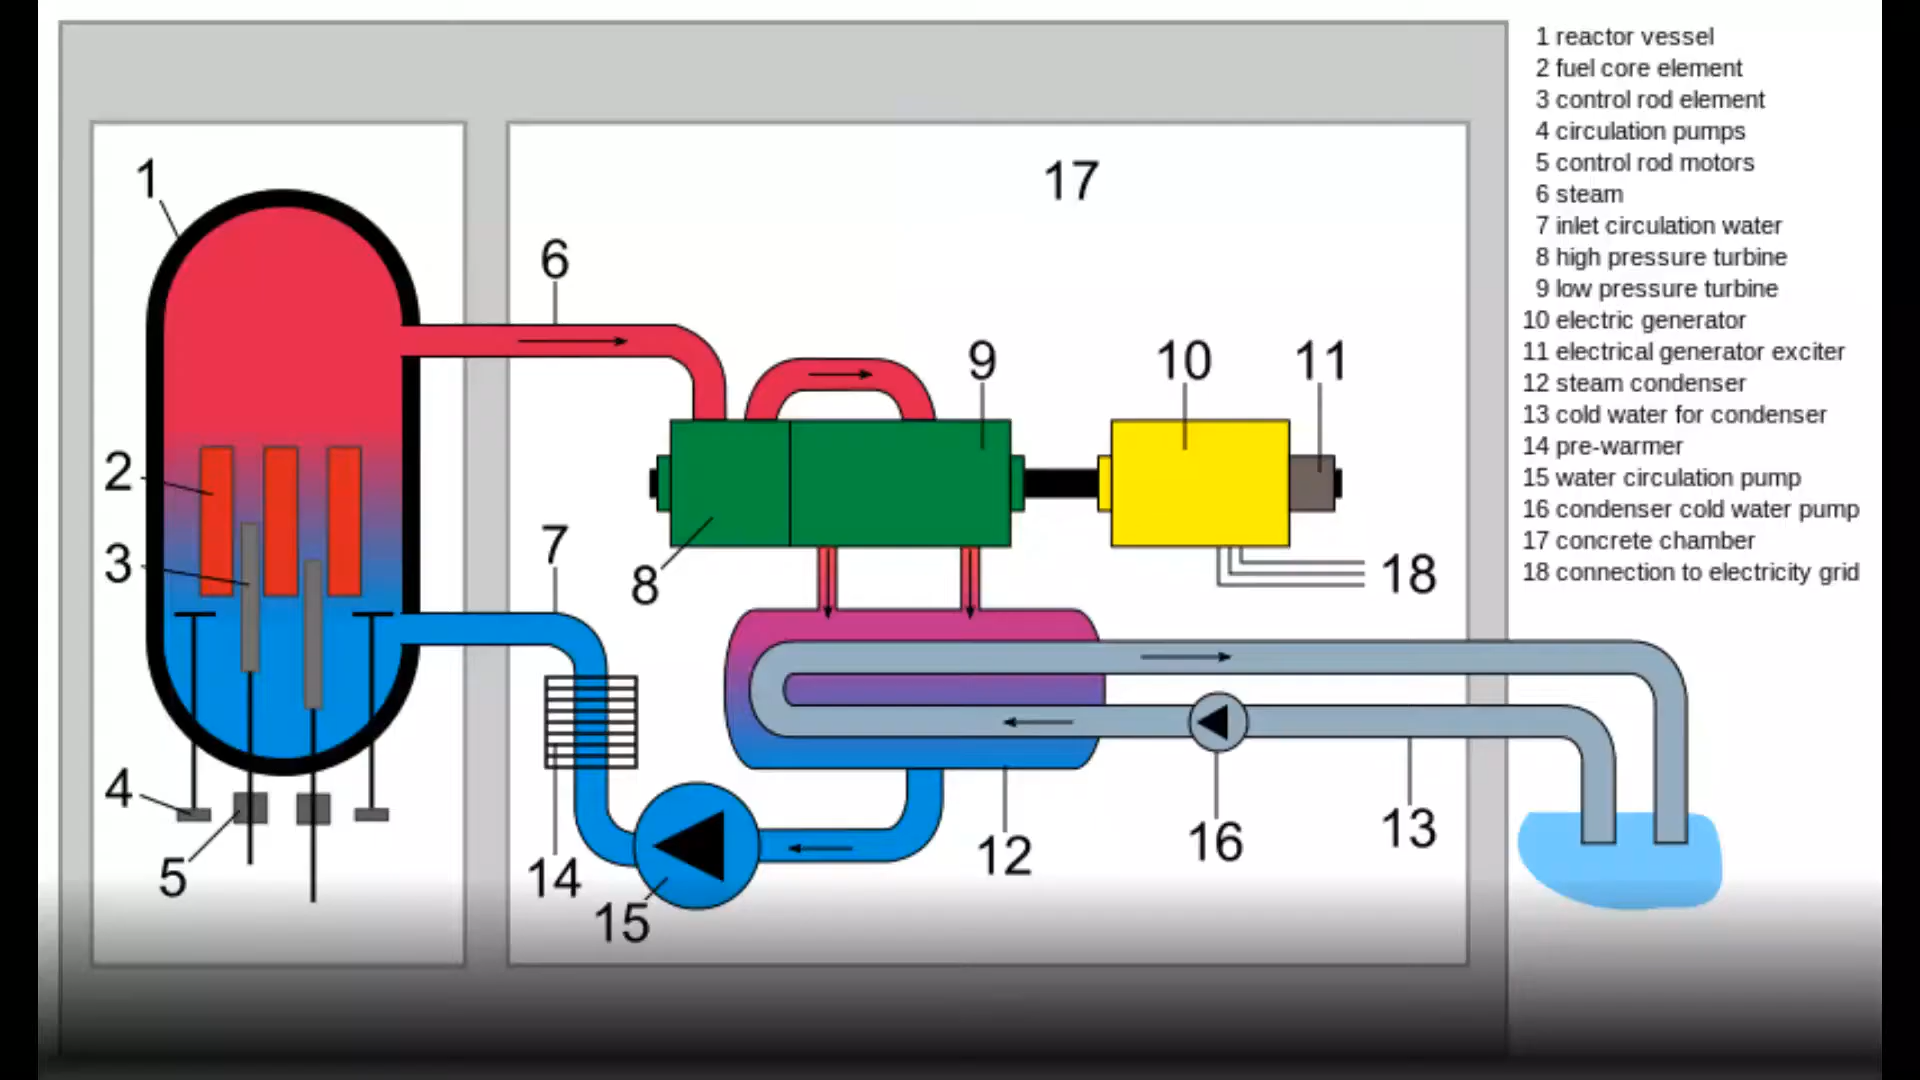 1 reactor vessel
2 fuel core element
3 control rod element
4 circulation pumps
5 control rod motors
6 steam
7 inlet circulation water
8 high pressure turbine
9 low pressure turbine
10 electric generator
11 electrical generator exciter
12 steam condenser
13 cold water for condenser
14 pre-warmer
15 water circulation pump
16 condenser cold water pump
17 concrete chamber
18 connection to electricity grid
1
17
6
9
10
11
2
7
3
8
18
4
5
14
15
12
16
13